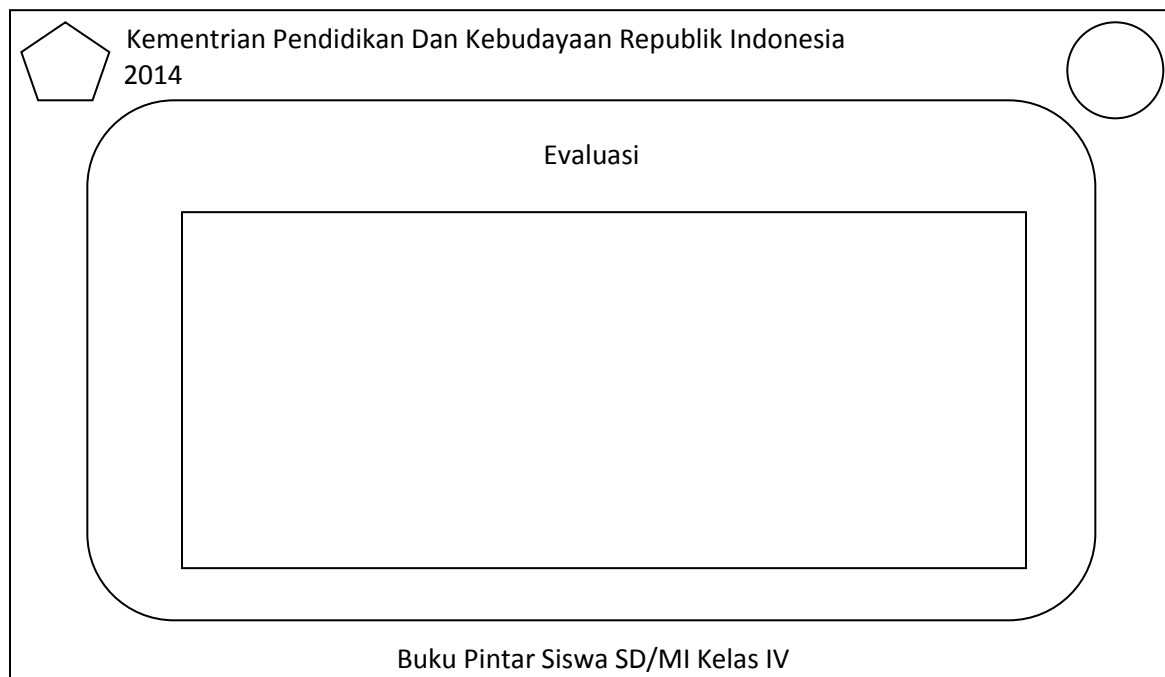 Kementrian Pendidikan Dan Kebudayaan Republik Indonesia
2014
Evaluasi
Buku Pintar Siswa SD/MI Kelas IV